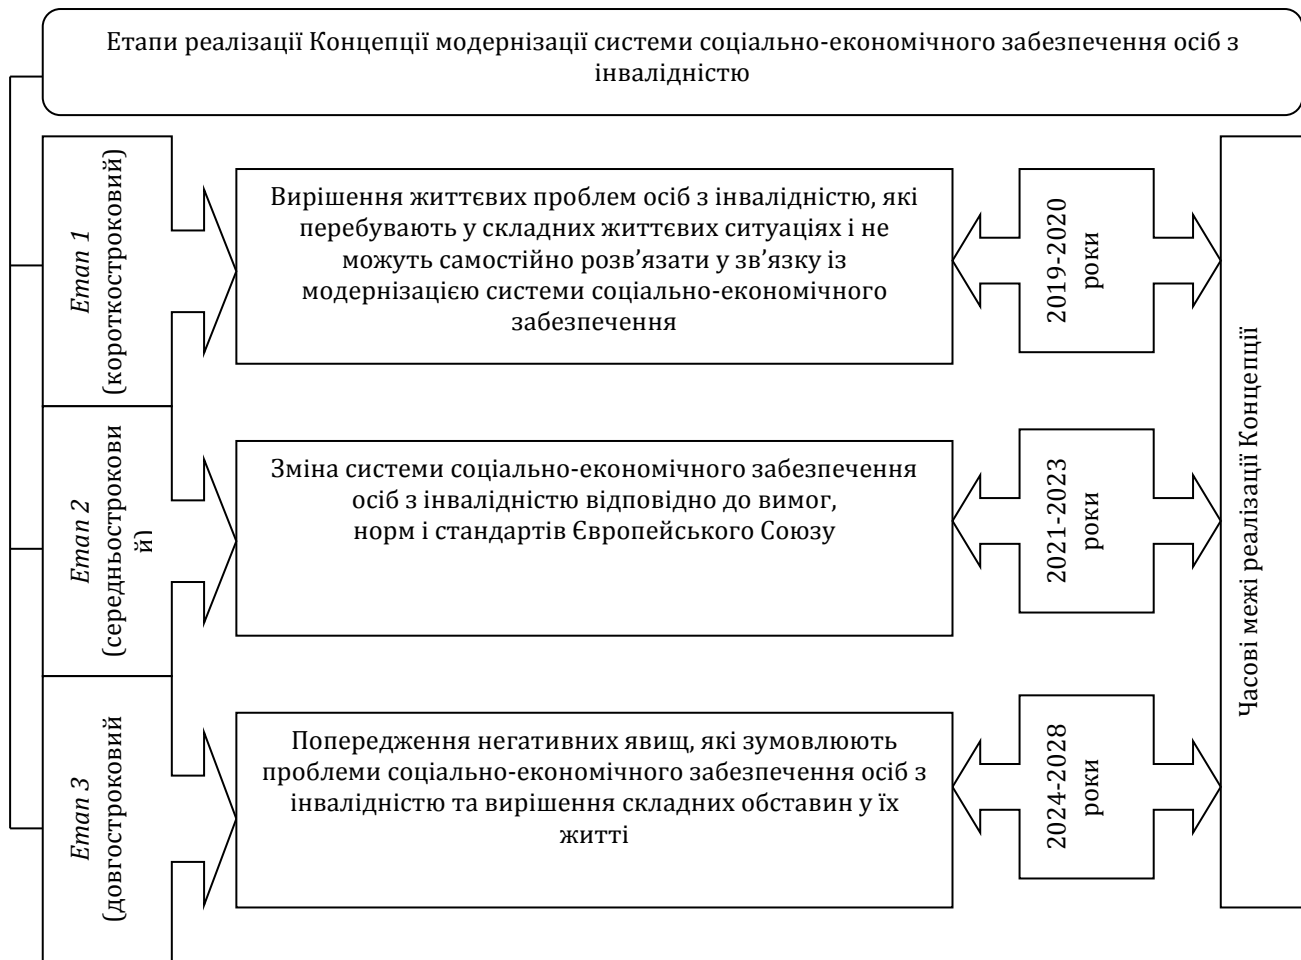 Етапи реалізації Концепції модернізації системи соціально-економічного забезпечення осіб з
інвалідністю
Етап 1
(короткостроковий)
Вирішення життєвих проблем осіб з інвалідністю, які
перебувають у складних життєвих ситуаціях і не
можуть самостійно розв’язати у зв’язку із
модернізацією системи соціально-економічного
забезпечення
2019-2020
роки
Етап 2
(середньострокови
й)
Зміна системи соціально-економічного забезпечення
осіб з інвалідністю відповідно до вимог,
норм і стандартів Європейського Союзу
2021-2023
роки
Етап 3
(довгостроковий
Попередження негативних явищ, які зумовлюють
проблеми соціально-економічного забезпечення осіб з
інвалідністю та вирішення складних обставин у їх
житті
2024-2028
роки
Часові межі реалізації Концепції